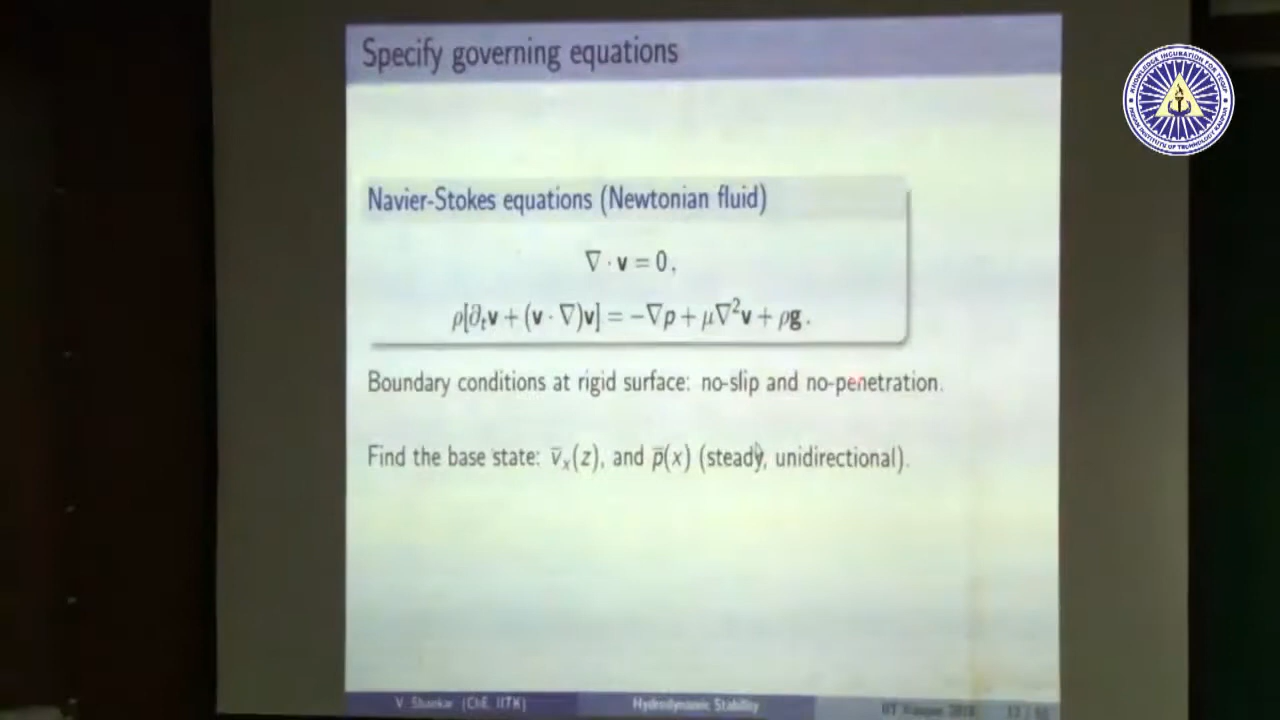 Specify governing equations
Navier-Stokes equations (Newtonian fluid)
∇ · v = 0,
ρ[∂ₜv + (v · ∇)v] = −∇p + μ∇²v + ρg.
Boundary conditions at rigid surface: no-slip and no-penetration.
Find the base state: v̄ₓ(z), and p̄(x) (steady, unidirectional).
V. Shankar (ChE, IITK)
Hydrodynamic Stability